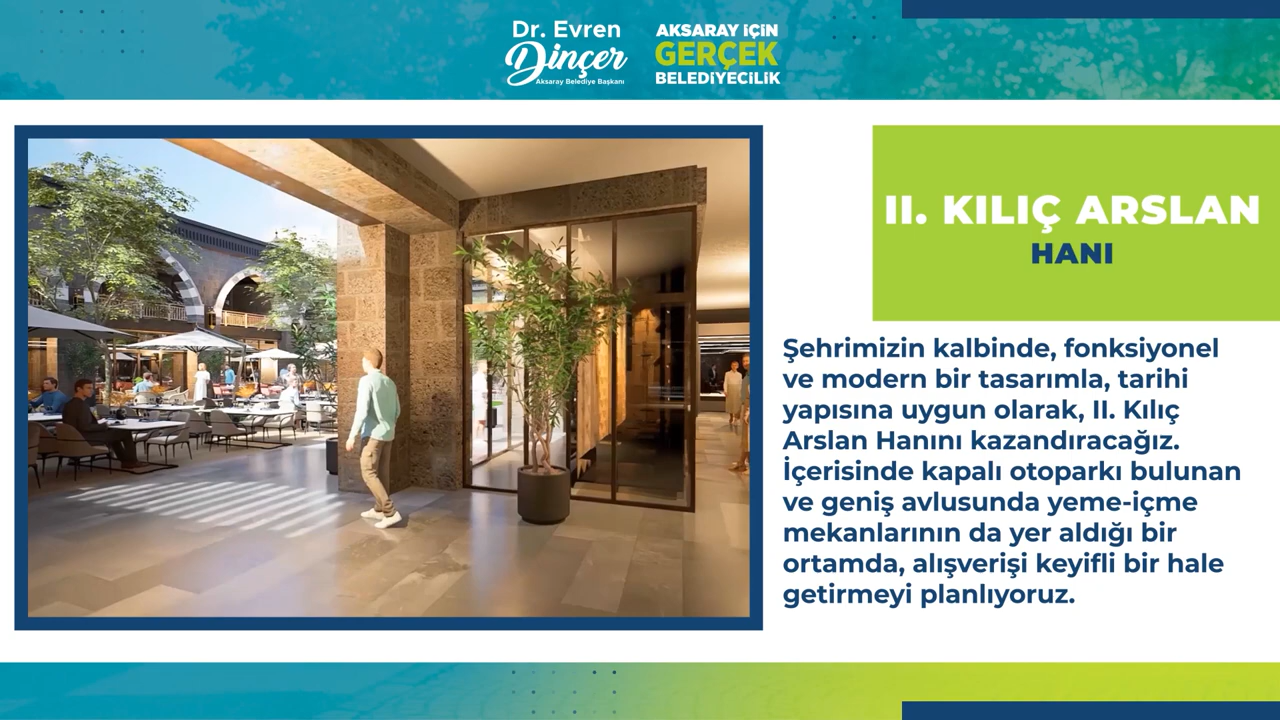 Dr. Evren
Dinçer
Aksaray Belediye Başkanı
AKSARAY İÇİN
GERÇEK
BELEDİYECİLİK
II. KILIÇ ARSLAN
HANI
Şehrimizin kalbinde, fonksiyonel
ve modern bir tasarımla, tarihi
yapısına uygun olarak, II. Kılıç
Arslan Hanını kazandıracağız.
İçerisinde kapalı otoparkı bulunan
ve geniş avlusunda yeme-içme
mekanlarının da yer aldığı bir
ortamda, alışverişi keyifli bir hale
getirmeyi planlıyoruz.